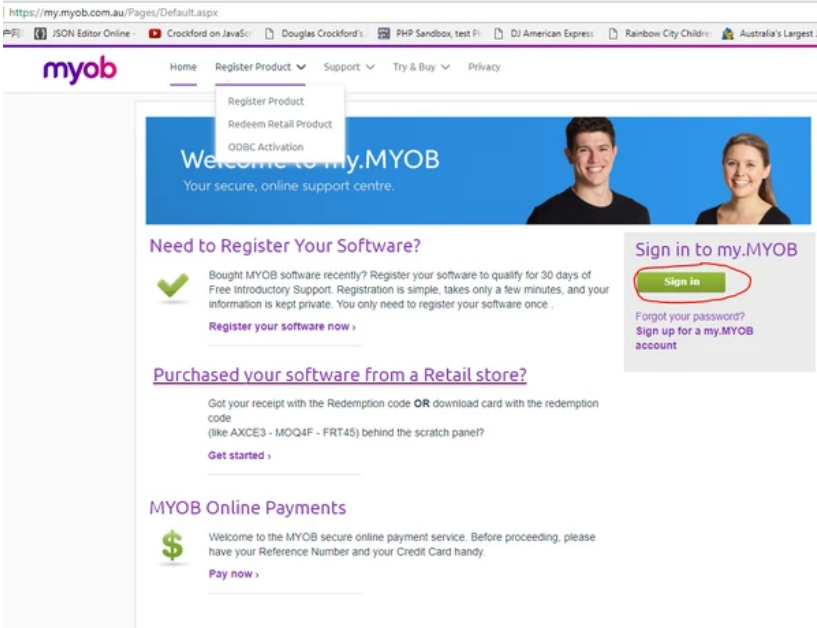 https://my.myob.com.au/Pages/Default.aspx
JSON Editor Online - Crockford on JavaSc Douglas Crockford's PHP Sandbox, test P DJ American Express Rainbow City Childre Australia's Largest
myob Home Register Product Support Try & Buy Privacy
Register Product
Redeem Retail Product
ODBC Activation
Welcome to my.MYOB
Your secure, online support centre.
Need to Register Your Software?
Bought MYOB software recently? Register your software to qualify for 30 days of
Free Introductory Support. Registration is simple, takes only a few minutes, and your
information is kept private. You only need to register your software once .
Register your software now ›
Sign in to my.MYOB
Sign in
Forgot your password?
Sign up for a my.MYOB
account
Purchased your software from a Retail store?
Got your receipt with the Redemption code OR download card with the redemption
code
(like AXCE3 - MOQ4F - FRT45) behind the scratch panel?
Get started ›
MYOB Online Payments
Welcome to the MYOB secure online payment service. Before proceeding, please
have your Reference Number and your Credit Card handy.
Pay now ›